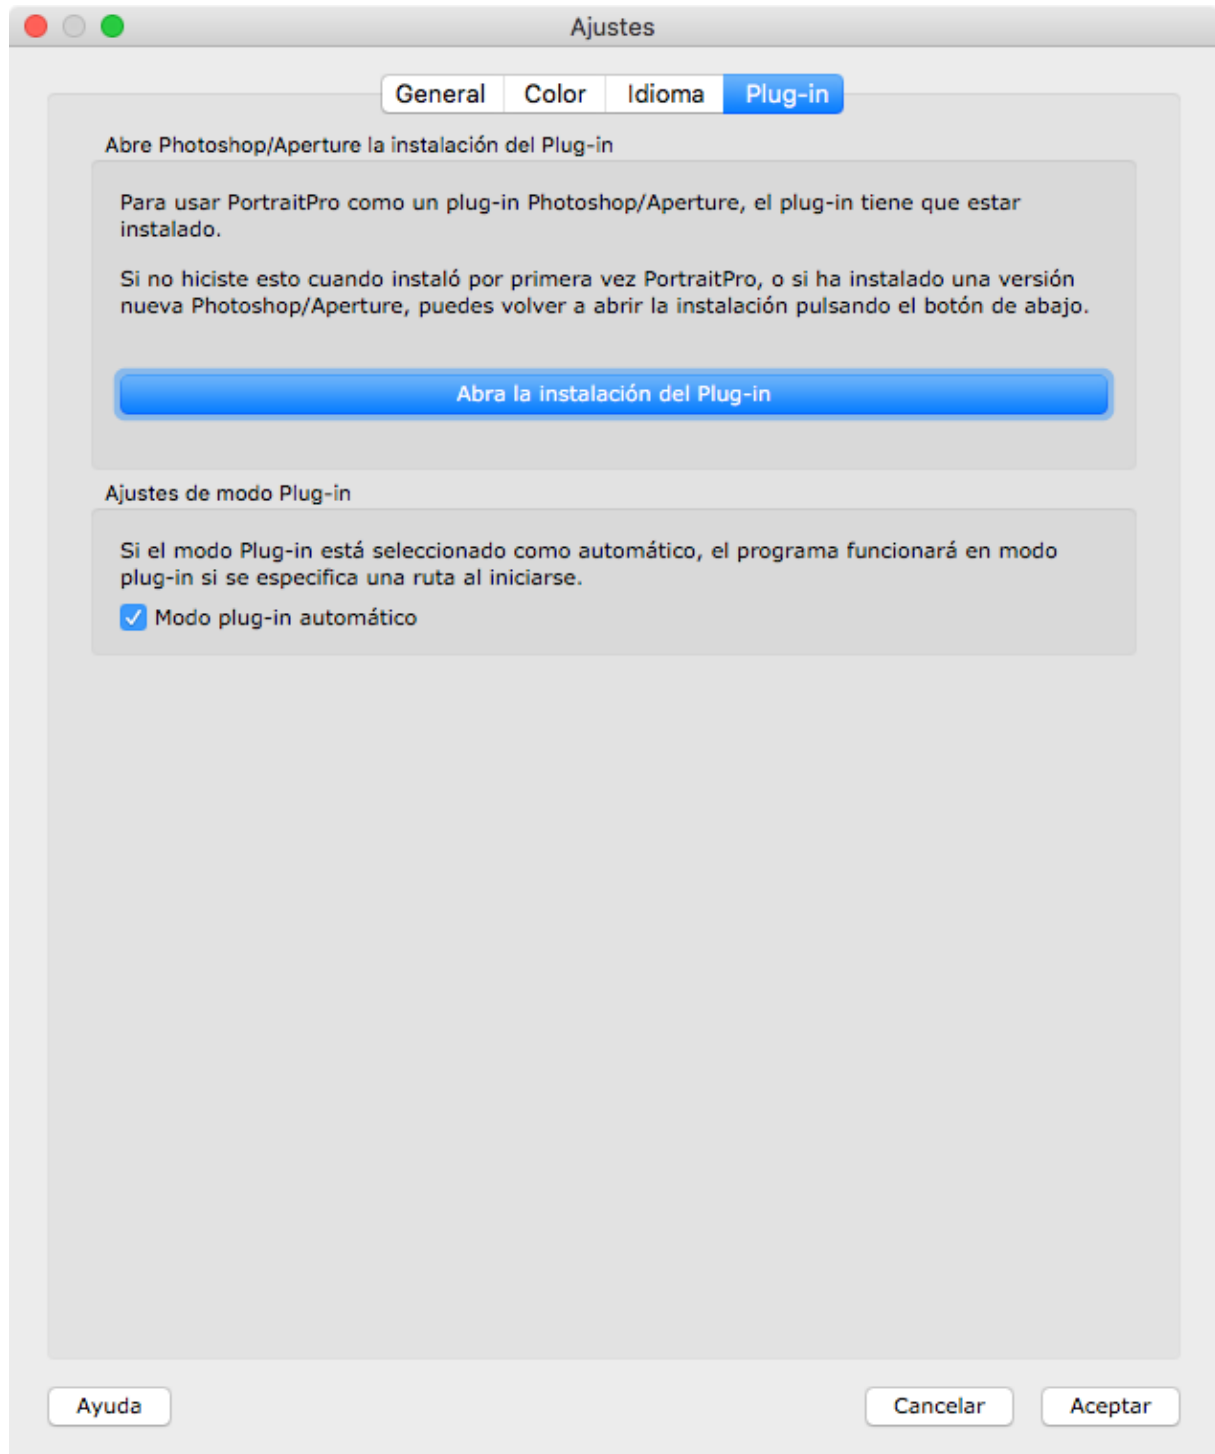 Ajustes
General Color Idioma Plug-in
Abre Photoshop/Aperture la instalación del Plug-in
Para usar PortraitPro como un plug-in Photoshop/Aperture, el plug-in tiene que estar
instalado.
Si no hiciste esto cuando instaló por primera vez PortraitPro, o si ha instalado una versión
nueva Photoshop/Aperture, puedes volver a abrir la instalación pulsando el botón de abajo.
Abra la instalación del Plug-in
Ajustes de modo Plug-in
Si el modo Plug-in está seleccionado como automático, el programa funcionará en modo
plug-in si se especifica una ruta al iniciarse.
Modo plug-in automático
Ayuda Cancelar Aceptar